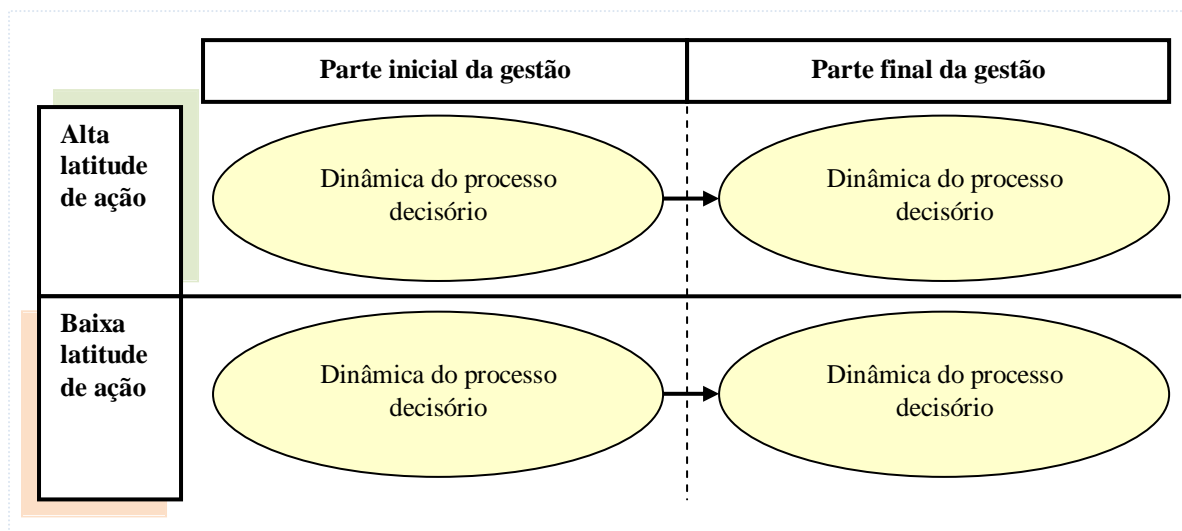 Parte inicial da gestão
Parte final da gestão
Alta
latitude
de ação
Dinâmica do processo
decisório
Dinâmica do processo
decisório
Baixa
latitude
de ação
Dinâmica do processo
decisório
Dinâmica do processo
decisório